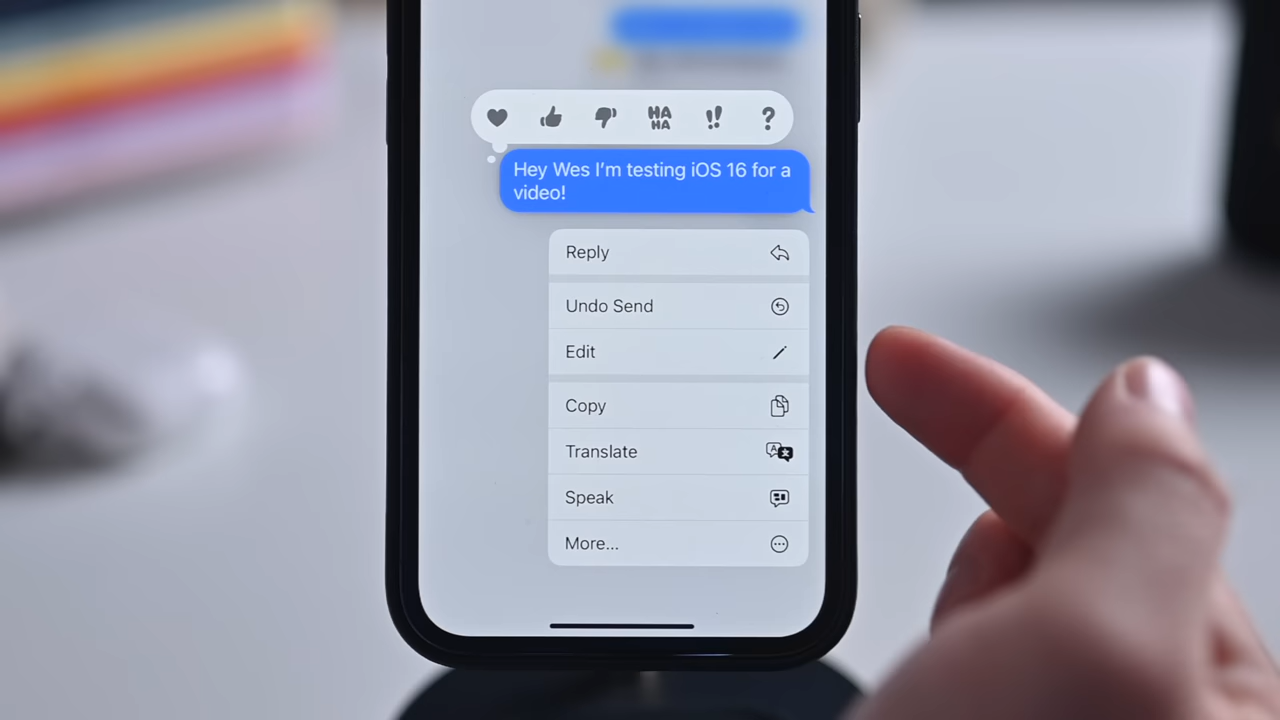 HA
HA
!!
?
Hey Wes I'm testing iOS 16 for a
video!
Reply
Undo Send
Edit
Copy
Translate
Speak
More...